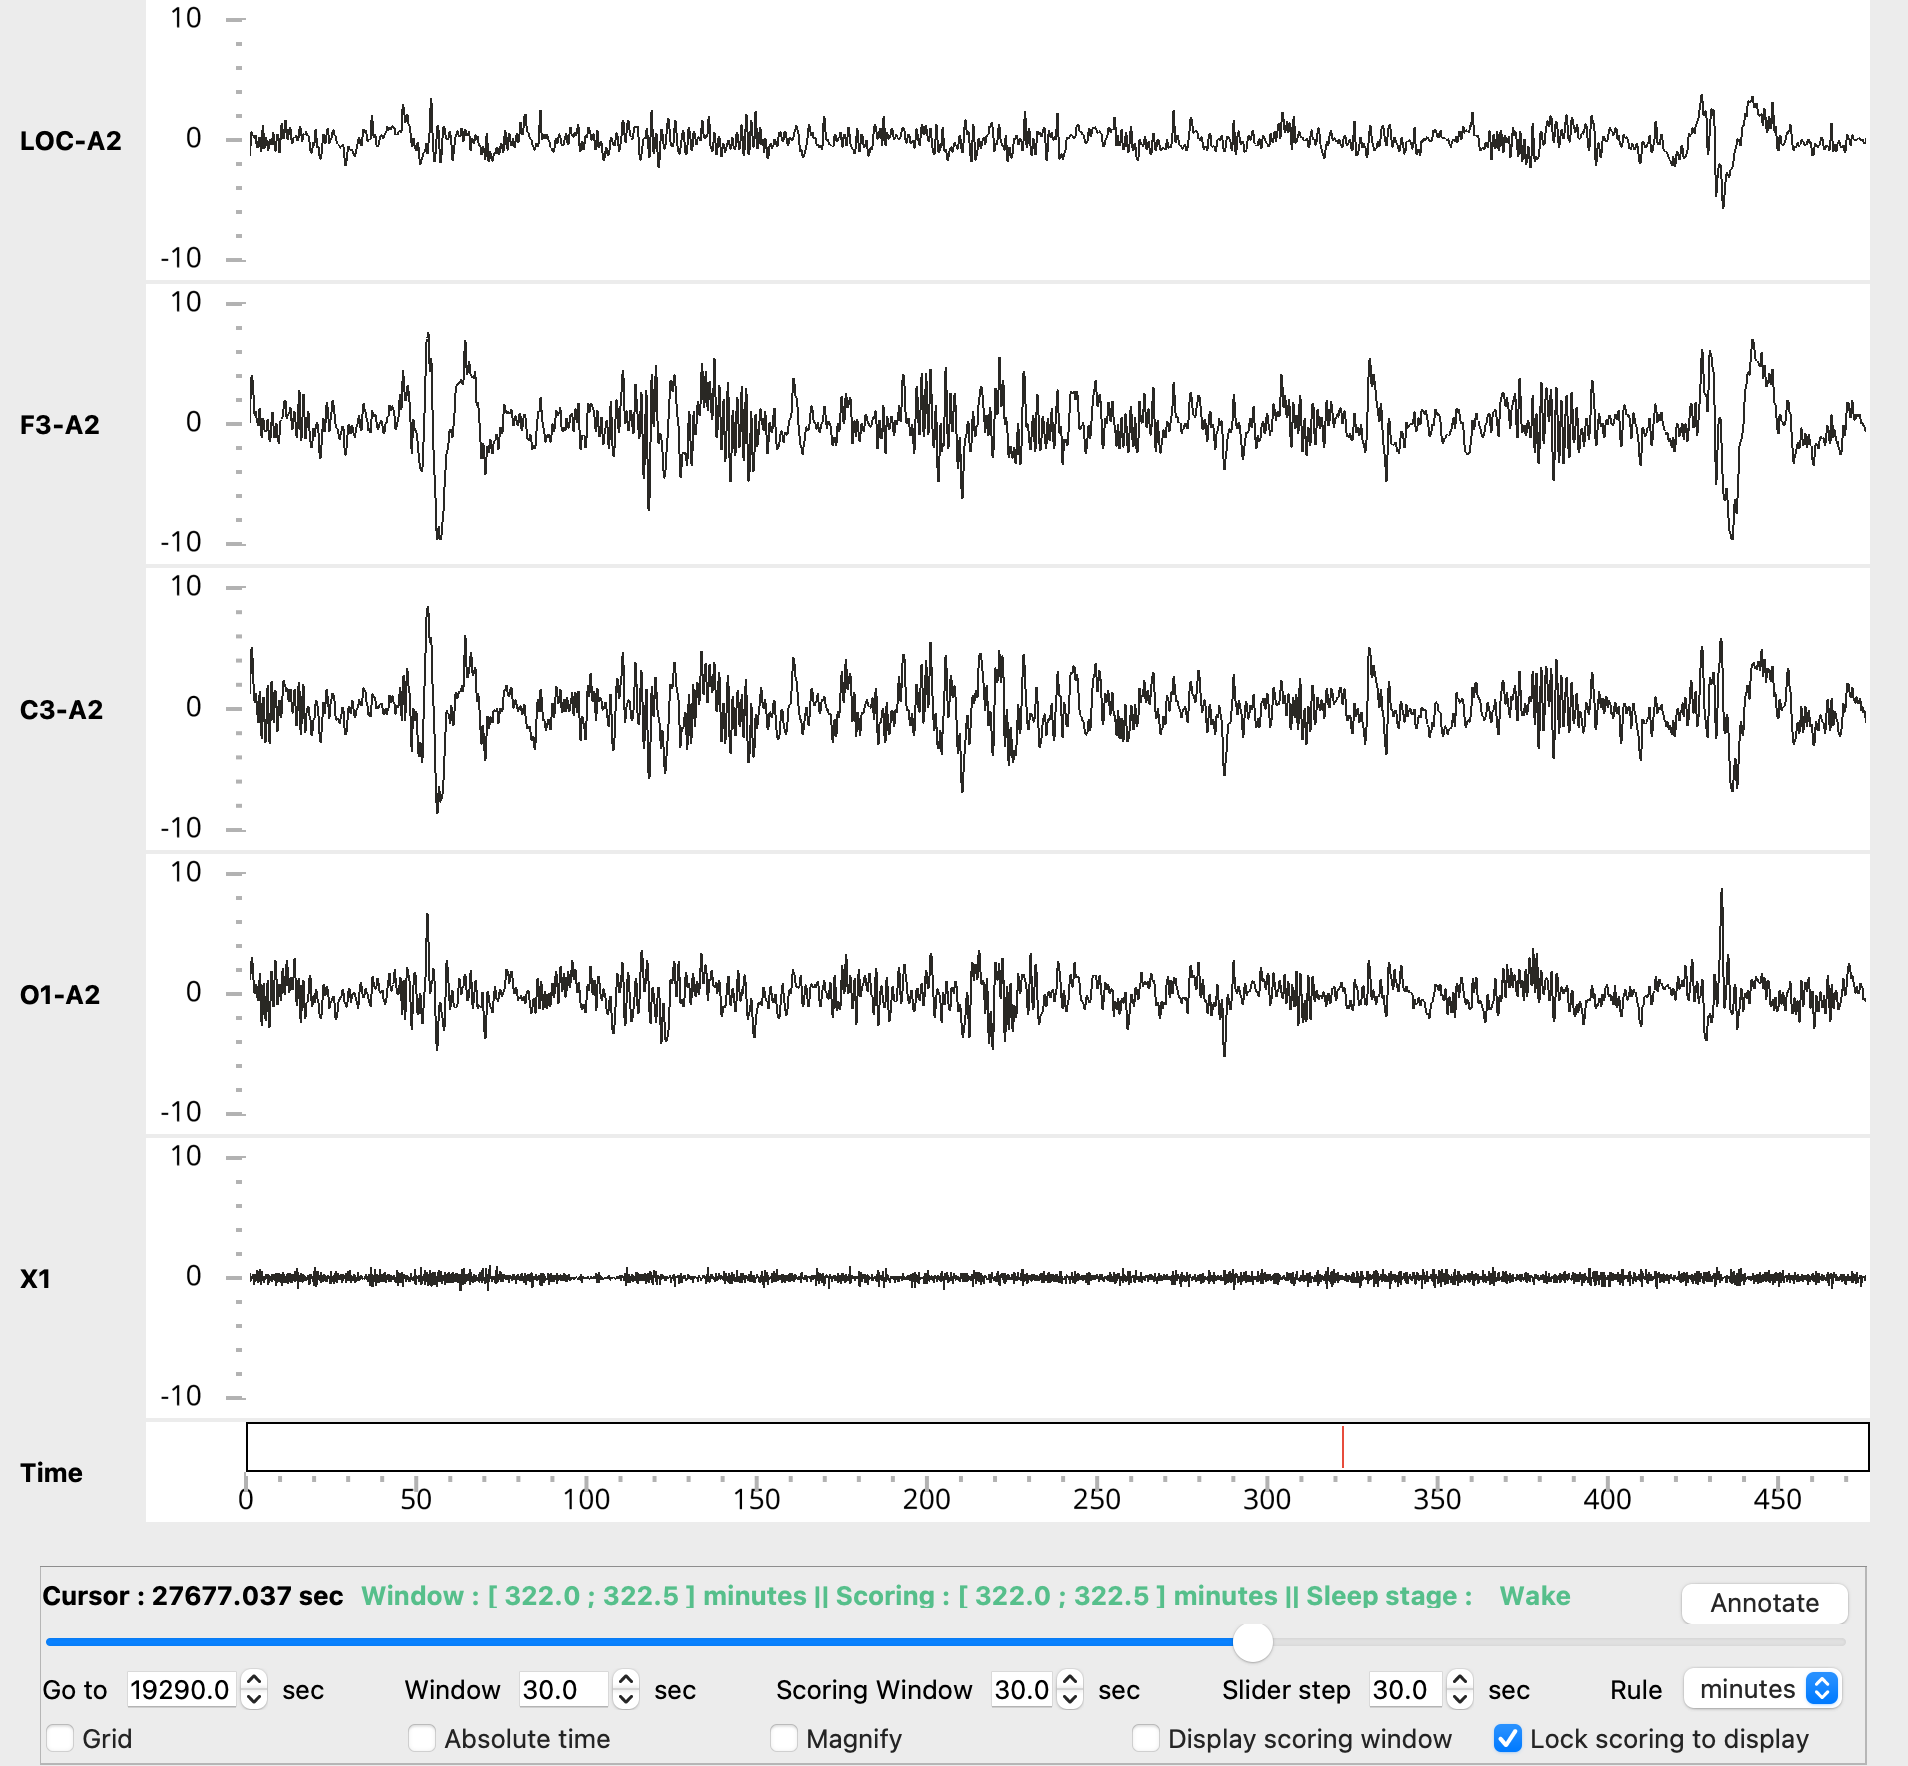 10
LOC-A2 0
-10
10
F3-A2 0
-10
10
C3-A2 0
-10
10
O1-A2 0
-10
10
X1 0
-10
Time
0 50 100 150 200 250 300 350 400 450
Cursor : 27677.037 sec Window : [ 322.0 ; 322.5 ] minutes || Scoring : [ 322.0 ; 322.5 ] minutes || Sleep stage : Wake Annotate
Go to 19290.0 sec Window 30.0 sec Scoring Window 30.0 sec Slider step 30.0 sec Rule minutes
Grid Absolute time Magnify Display scoring window Lock scoring to display